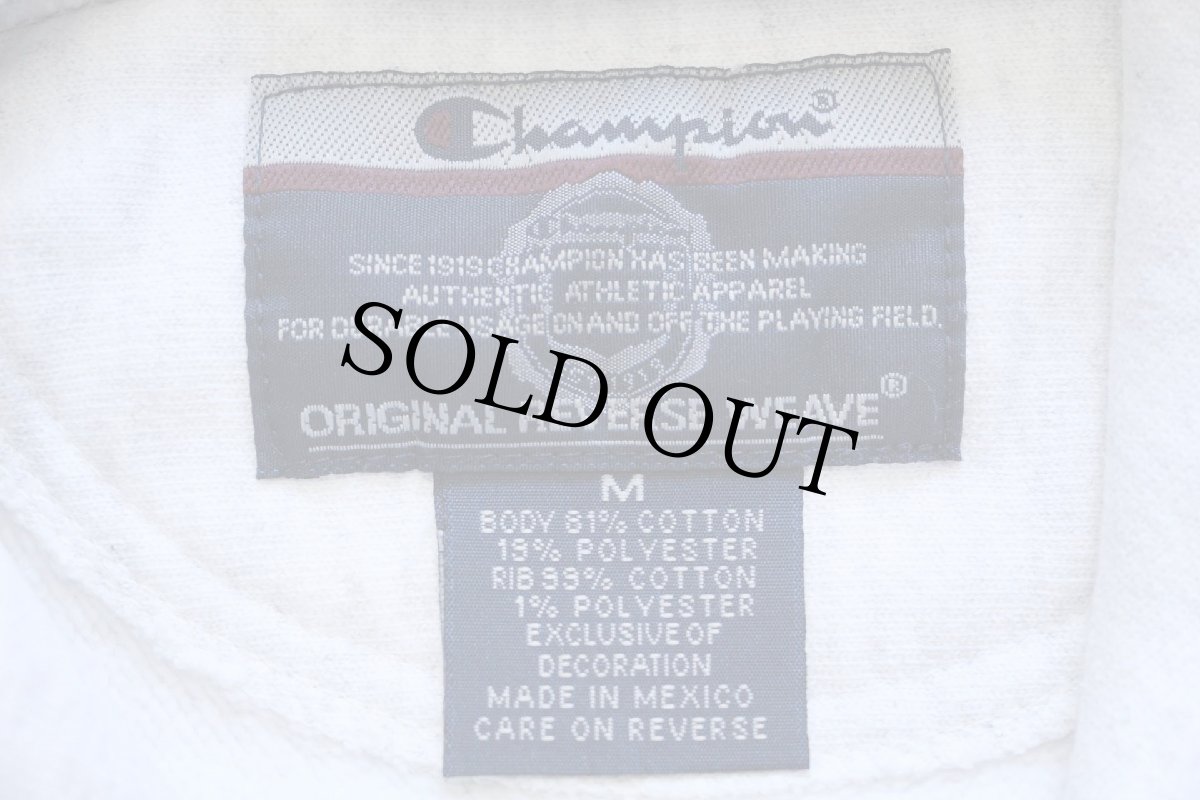 Champion®
SINCE 1919 CHAMPION HAS BEEN MAKING
AUTHENTIC ATHLETIC APPAREL
FOR DURABLE USAGE ON AND OFF THE PLAYING FIELD.
ORIGINAL REVERSE WEAVE®
SOLD OUT
M
BODY 81% COTTON
19% POLYESTER
RIB 99% COTTON
1% POLYESTER
EXCLUSIVE OF
DECORATION
MADE IN MEXICO
CARE ON REVERSE